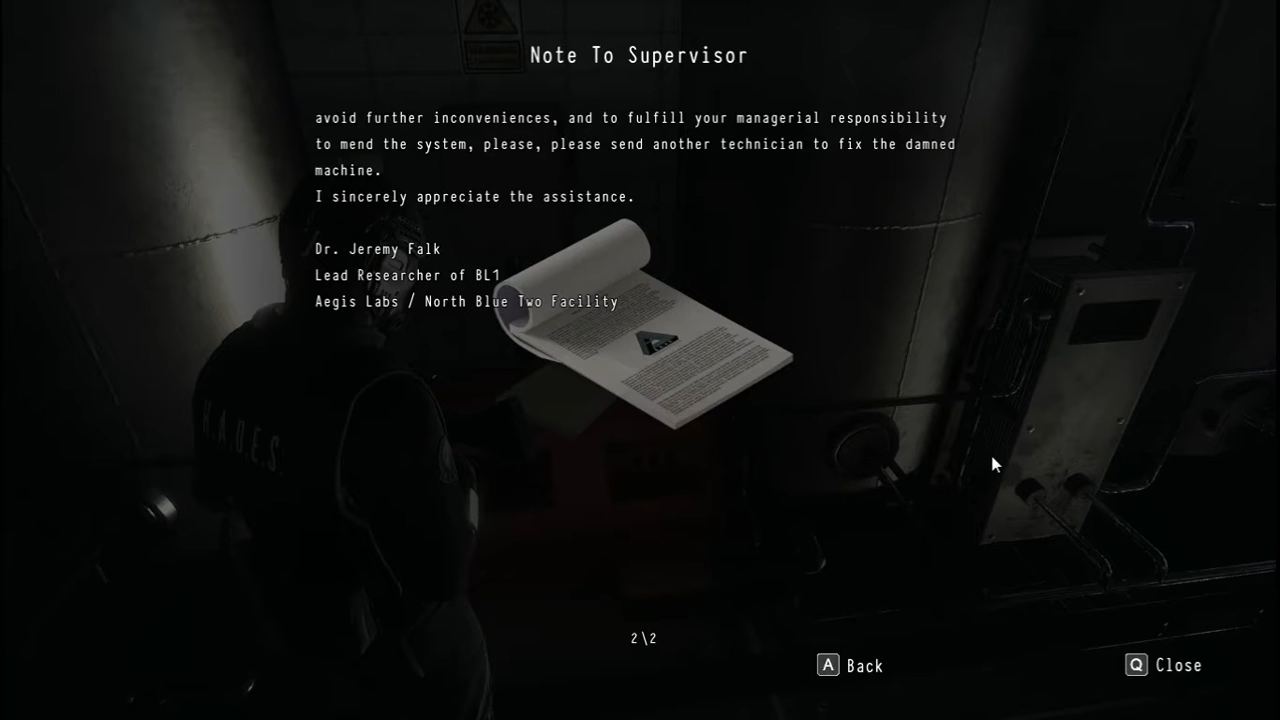 WARNING
Note To Supervisor
avoid further inconveniences, and to fulfill your managerial responsibility
to mend the system, please, please send another technician to fix the damned
machine.
I sincerely appreciate the assistance.
Dr. Jeremy Falk
Lead Researcher of BL1
Aegis Labs / North Blue Two Facility
HADES
2\2
A Back
Q Close